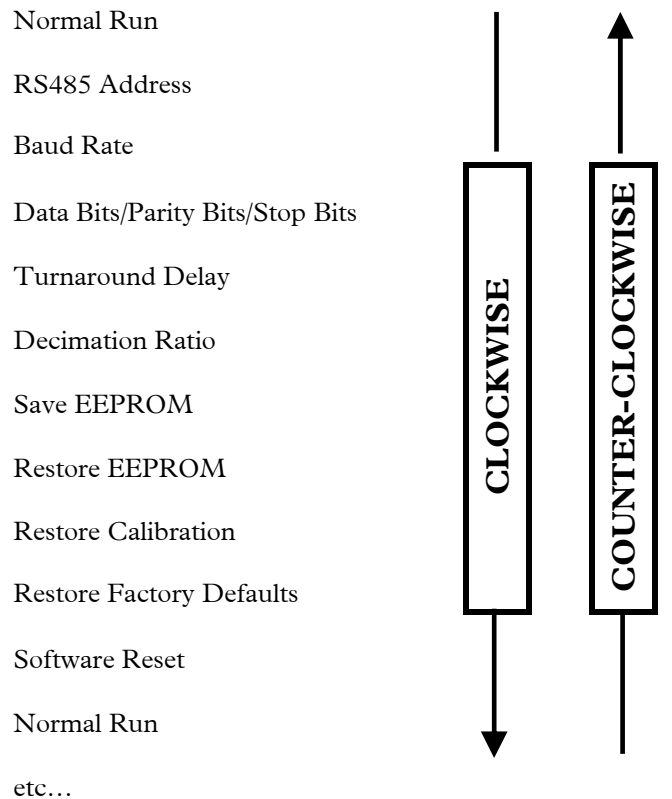 Normal Run
RS485 Address
Baud Rate
Data Bits/Parity Bits/Stop Bits
Turnaround Delay
Decimation Ratio
Save EEPROM
Restore EEPROM
Restore Calibration
Restore Factory Defaults
Software Reset
Normal Run
etc…
CLOCKWISE
COUNTER-CLOCKWISE